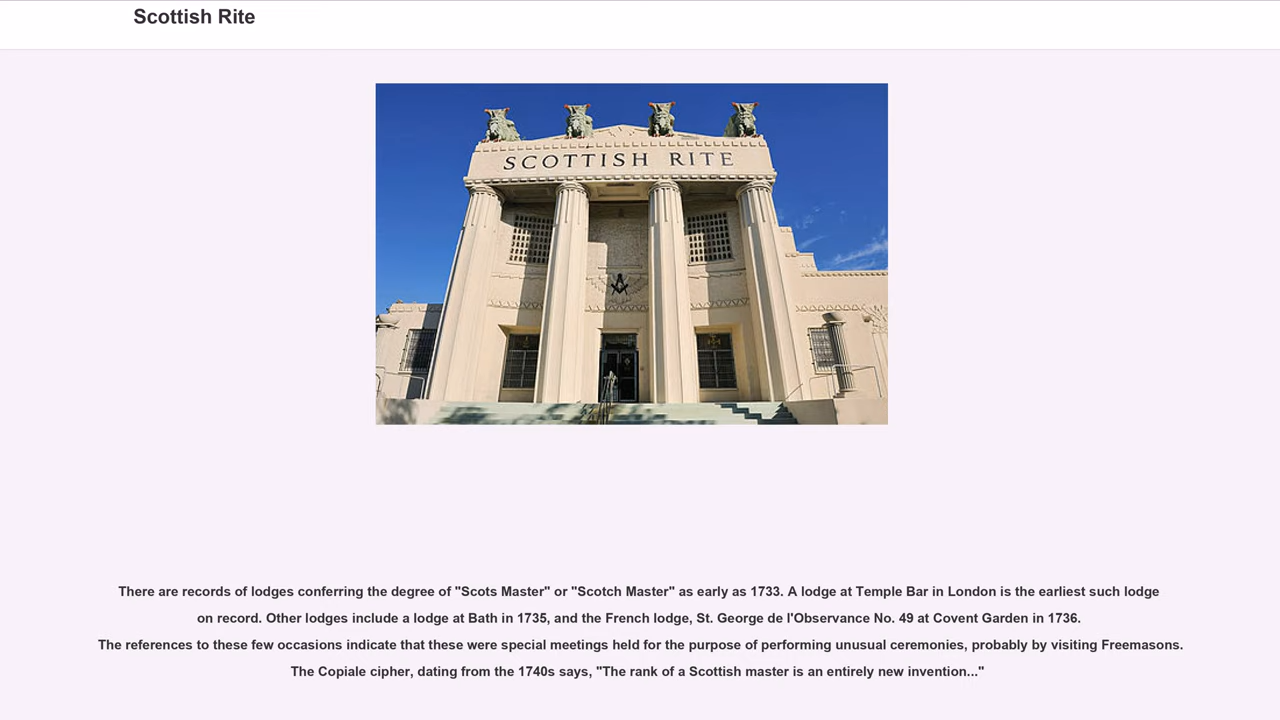 Scottish Rite
SCOTTISH RITE
There are records of lodges conferring the degree of "Scots Master" or "Scotch Master" as early as 1733. A lodge at Temple Bar in London is the earliest such lodge
on record. Other lodges include a lodge at Bath in 1735, and the French lodge, St. George de l'Observance No. 49 at Covent Garden in 1736.
The references to these few occasions indicate that these were special meetings held for the purpose of performing unusual ceremonies, probably by visiting Freemasons.
The Copiale cipher, dating from the 1740s says, "The rank of a Scottish master is an entirely new invention..."